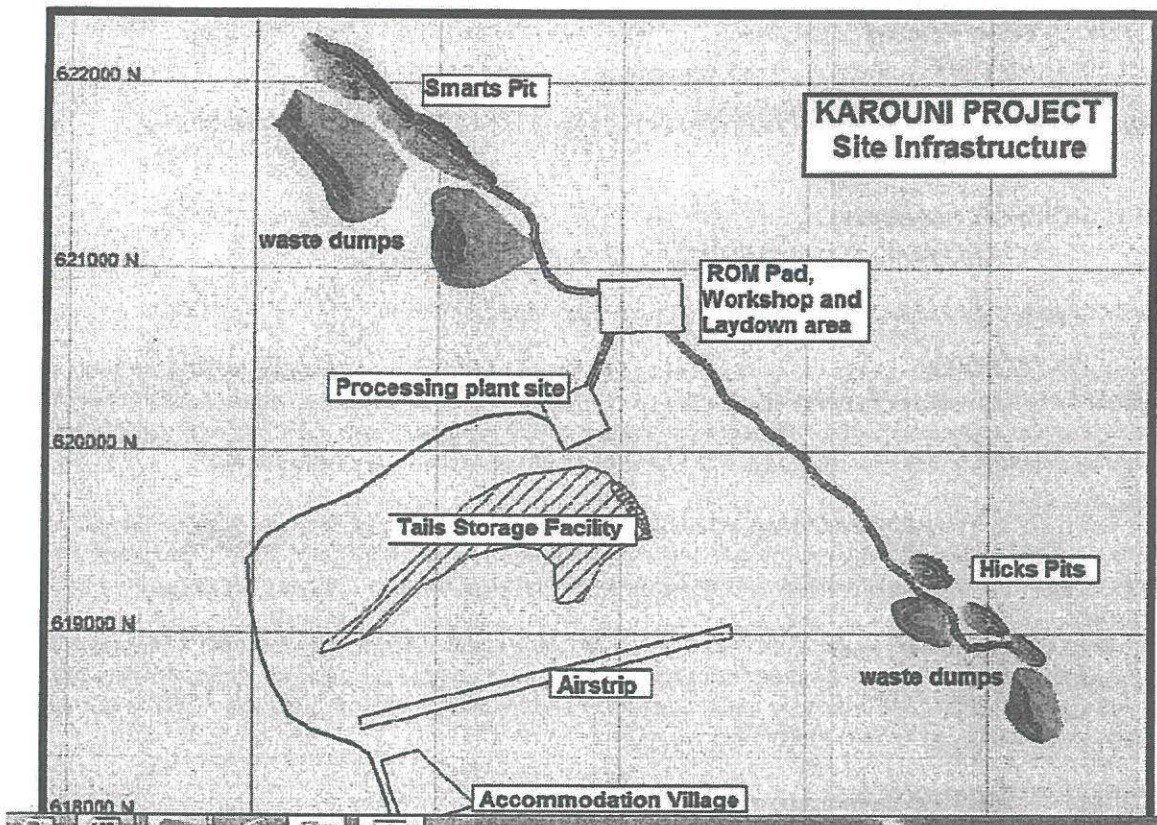 622000 N
Smarts Pit
KAROUNI PROJECT
Site Infrastructure
waste dumps
621000 N
ROM Pad,
Workshop and
Laydown area
Processing plant site
620000 N
Tails Storage Facility
Hicks Pits
619000 N
waste dumps
Airstrip
Accommodation Village
618000 N